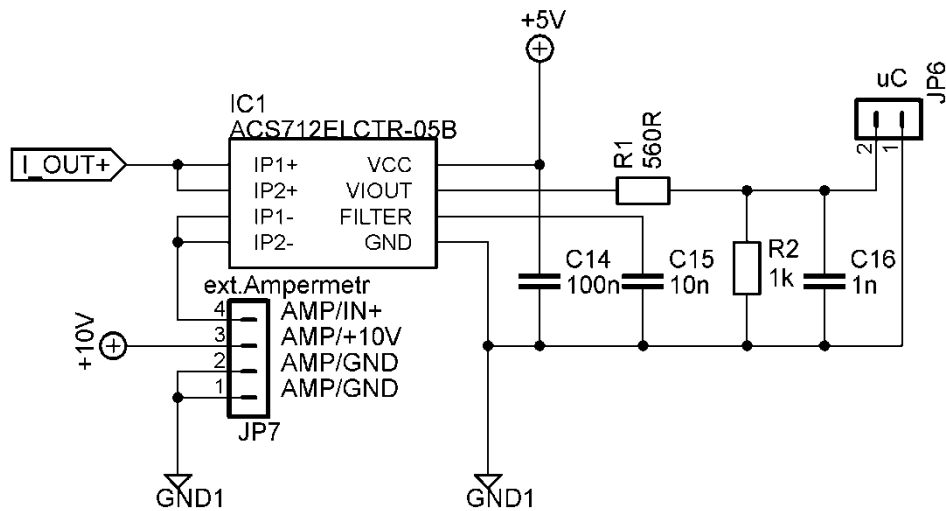 +5V
uC
JP6
2
1
IC1
ACS712ELCTR-05B
I_OUT+
IP1+
IP2+
IP1-
IP2-
VCC
VIOUT
FILTER
GND
R1
560R
R2
1k
C14
100n
C15
10n
C16
1n
ext.Ampermetr
4
AMP/IN+
+10V
3
AMP/+10V
2
AMP/GND
1
AMP/GND
JP7
GND1
GND1